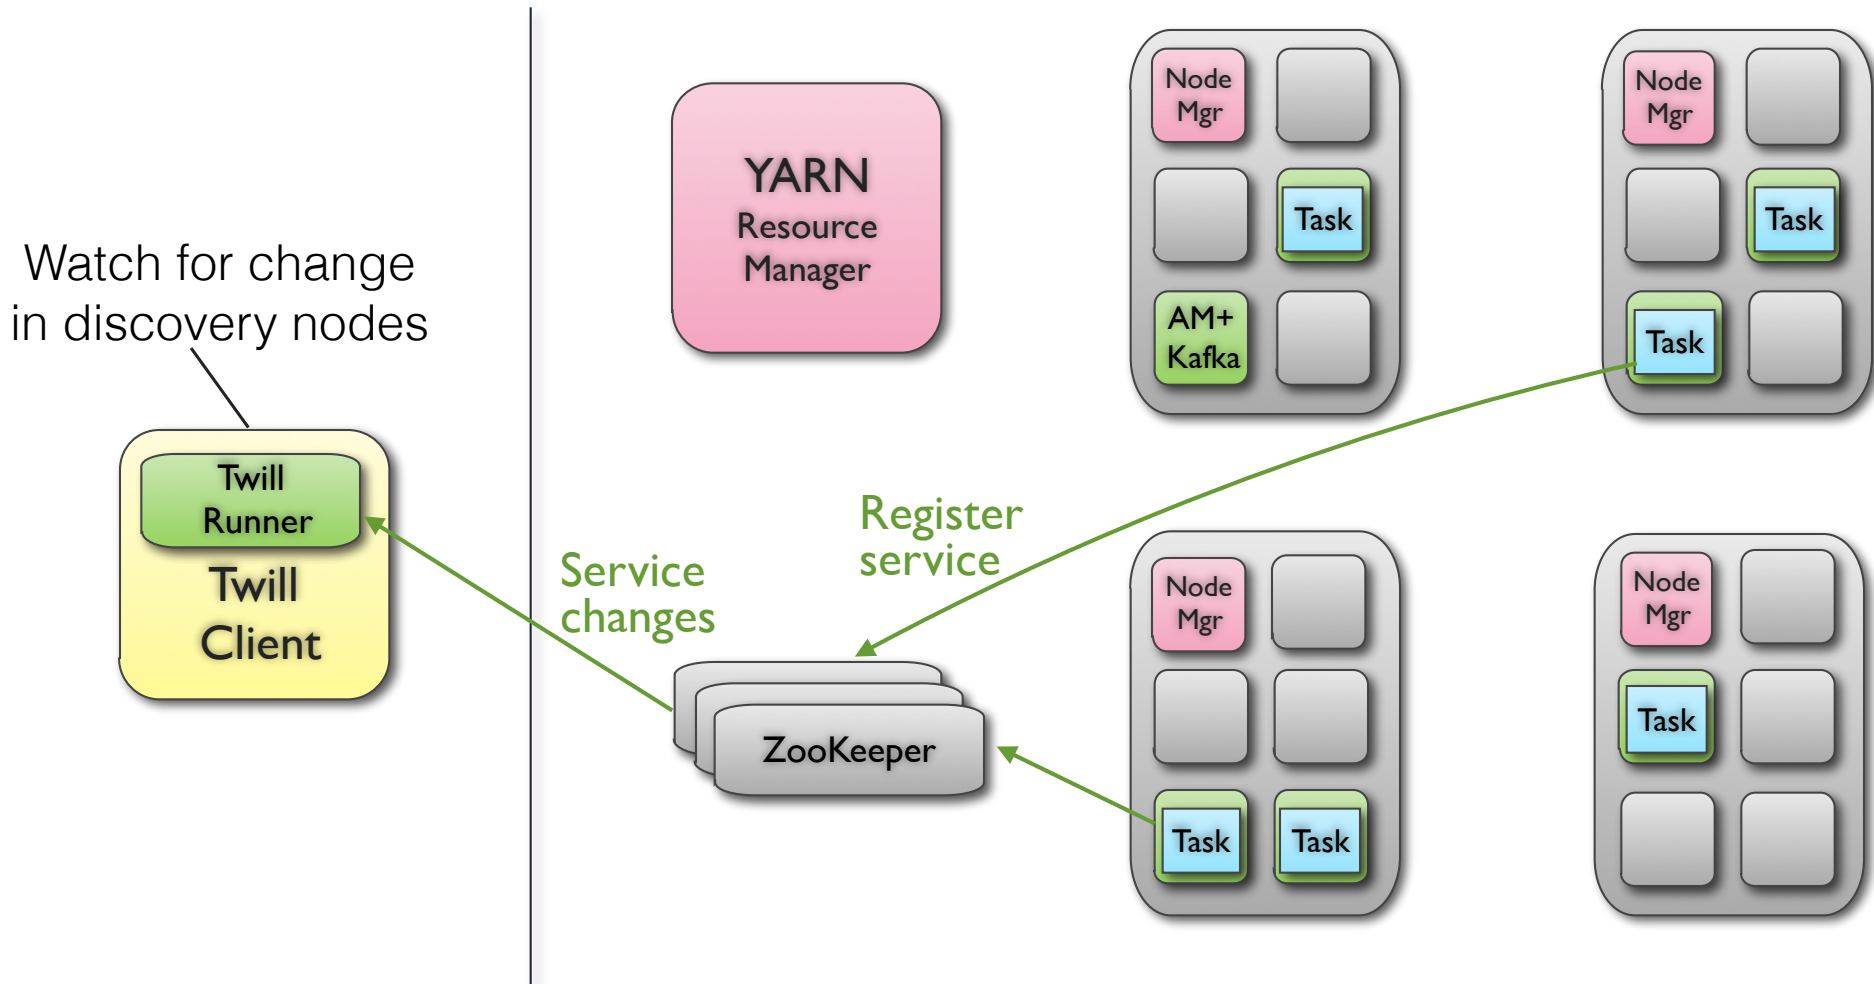 Watch for change
in discovery nodes
Twill
Runner
Twill
Client
YARN
Resource
Manager
Service
changes
Register
service
ZooKeeper
Node
Mgr
Task
AM+
Kafka
Node
Mgr
Task
Task
Node
Mgr
Task
Task
Node
Mgr
Task